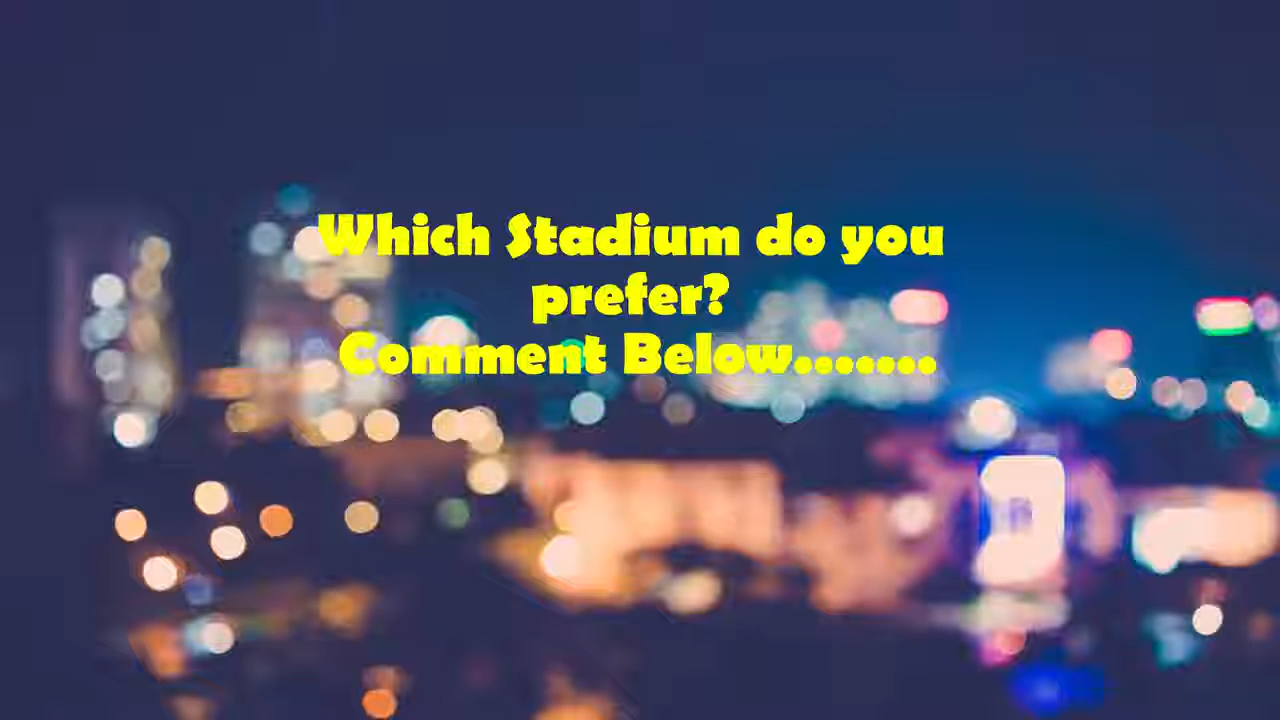 Which Stadium do you
prefer?
Comment Below.......